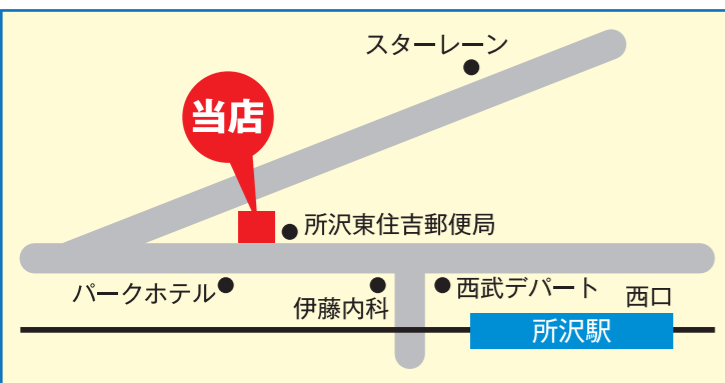 スターレーン
当店
所沢東住吉郵便局
パークホテル
伊藤内科
西武デパート
西口
所沢駅